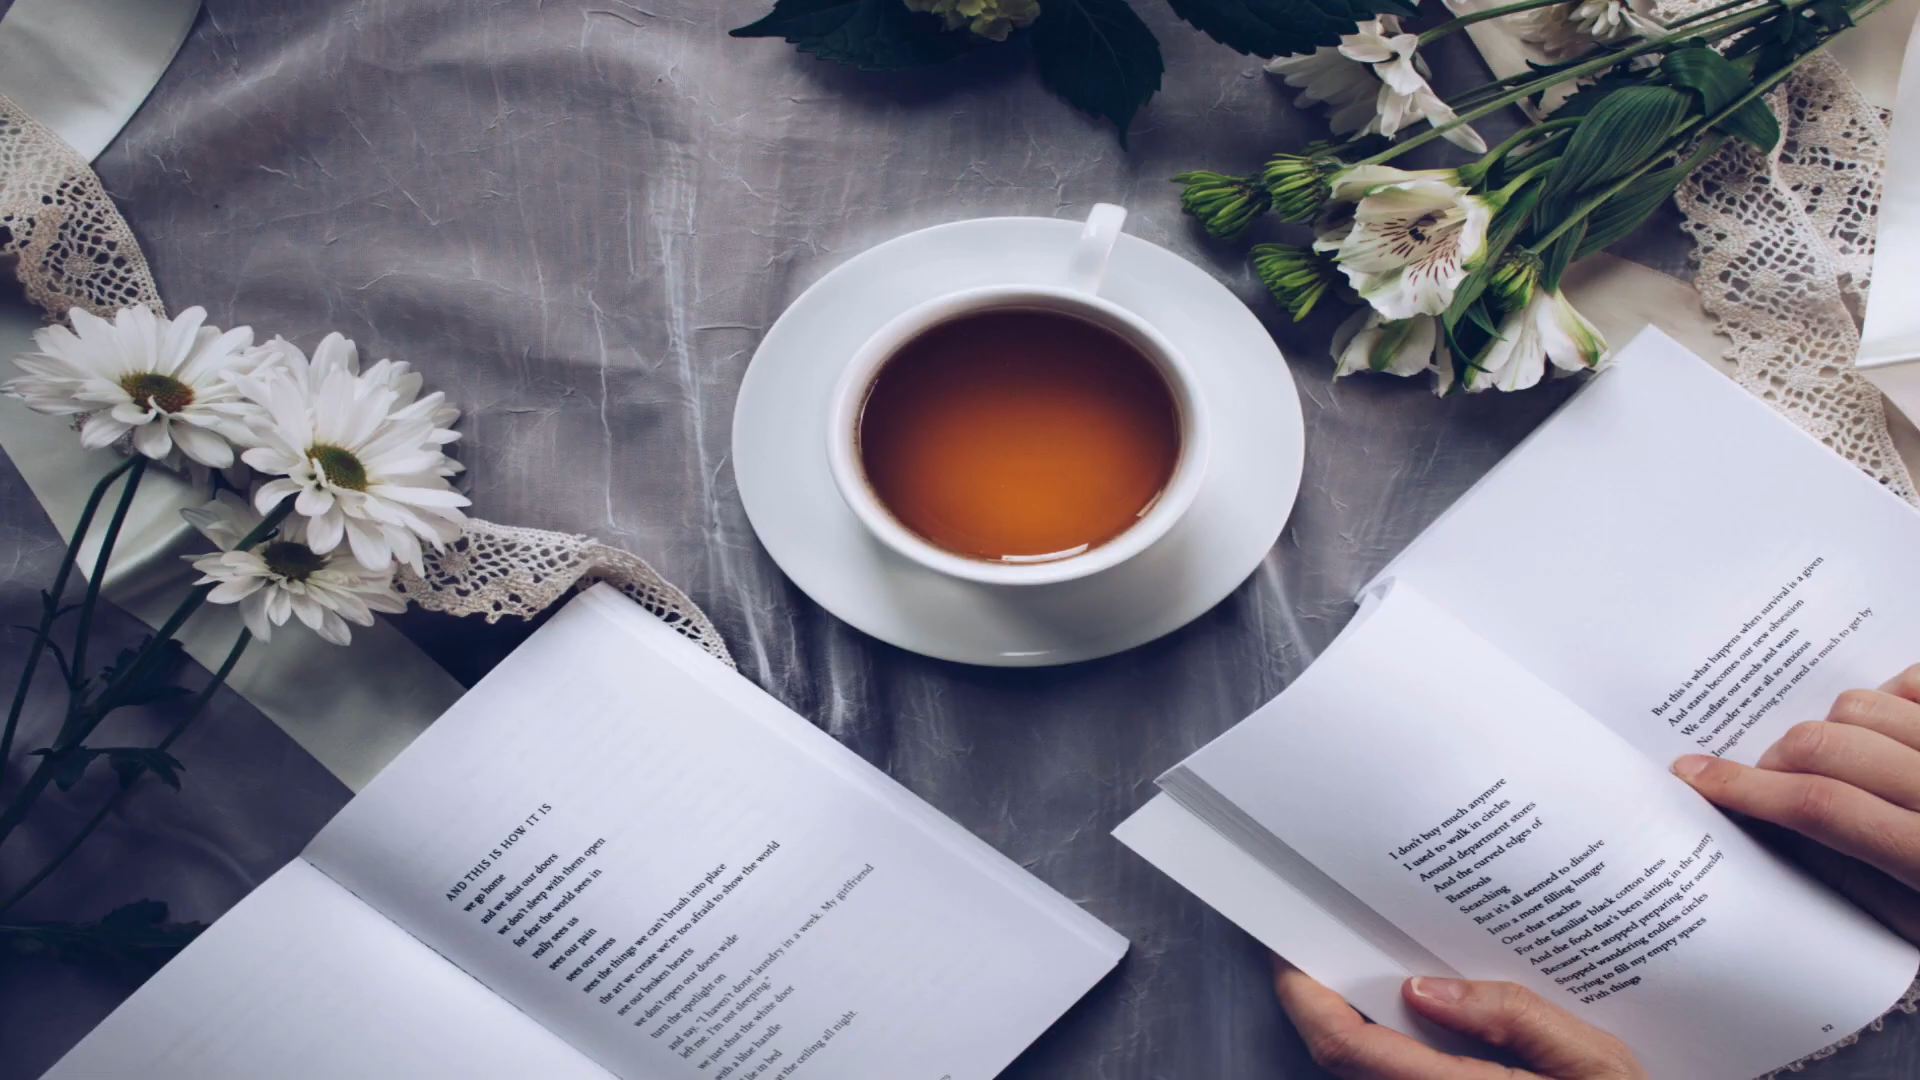 AND THIS IS HOW IT IS
we go home
and we shut our doors
we don't sleep with them open
for fear the world sees in
really sees us
sees our pain
sees our mess
sees the things we can't brush into place
the art we create we're too afraid to show the world
see our broken hearts
we don't open our doors wide
turn the spotlight on
and say, "I haven't done laundry in a week. My girlfriend
left me. I'm not sleeping."
we just shut the white door
with a blue handle
lie in bed
at the ceiling all night.
I don't buy much anymore
I used to walk in circles
Around department stores
And the curved edges of
Barstools
Searching
But it's all seemed to dissolve
Into a more filling hunger
One that reaches
For the familiar black cotton dress
And the food that's been sitting in the pantry
Because I've stopped preparing for someday
Stopped wandering endless circles
Trying to fill my empty spaces
With things
52
But this is what happens when survival is a given
And status becomes our new obsession
We conflate our needs and wants
No wonder we are all so anxious
Imagine believing you need so much to get by